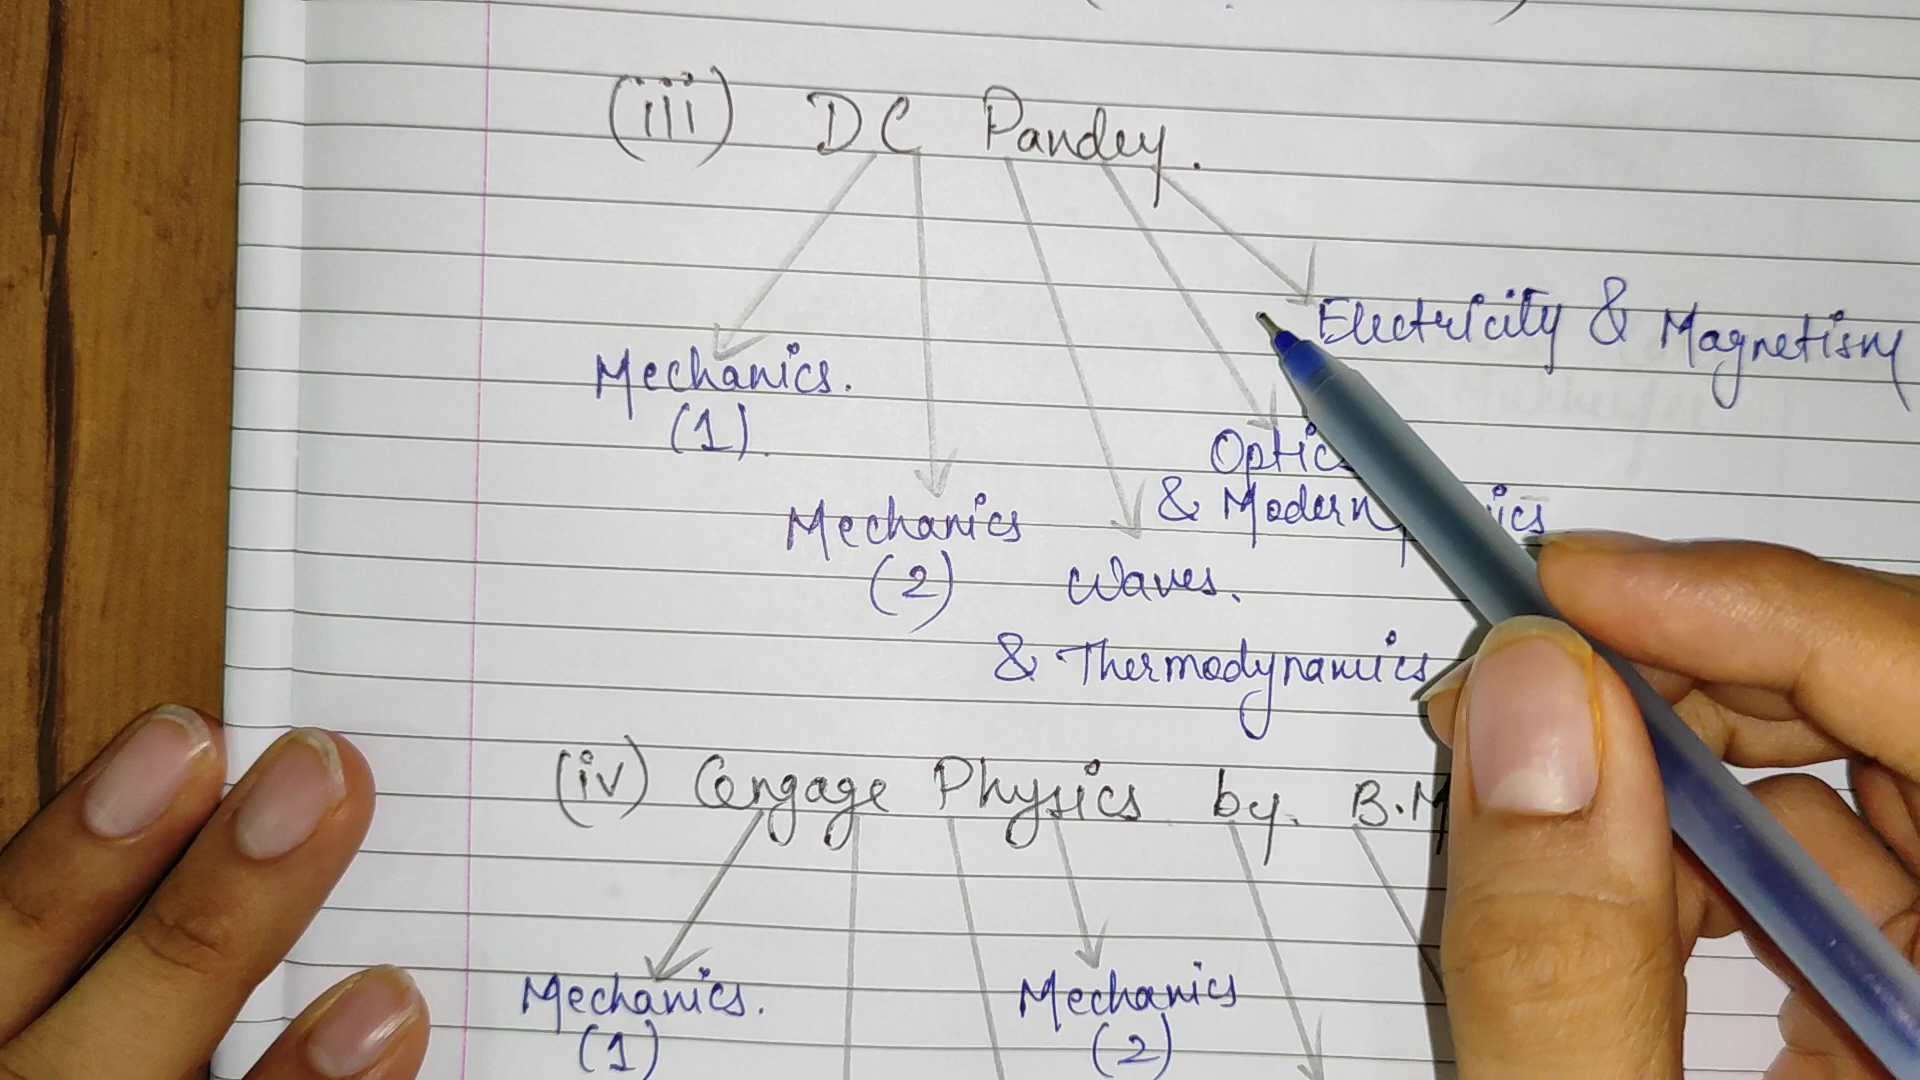 (iii) DC Pandey.
Electricity & Magnetism
Mechanics.
(1).
Optic
& Modern
Mechanics
(2)
Waves.
& Thermodynamics
(iv) Cengage Physics by. B.M
Mechanics.
(1)
Mechanics
(2)